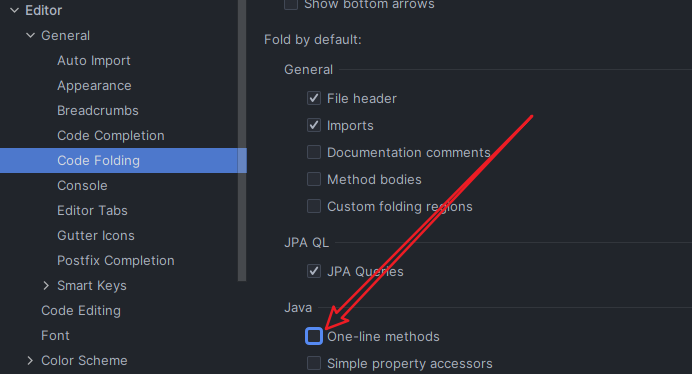 Editor
General
Auto Import
Appearance
Breadcrumbs
Code Completion
Code Folding
Console
Editor Tabs
Gutter Icons
Postfix Completion
Smart Keys
Code Editing
Font
Color Scheme
Show bottom arrows
Fold by default:
General
File header
Imports
Documentation comments
Method bodies
Custom folding regions
JPA QL
JPA Queries
Java
One-line methods
Simple property accessors